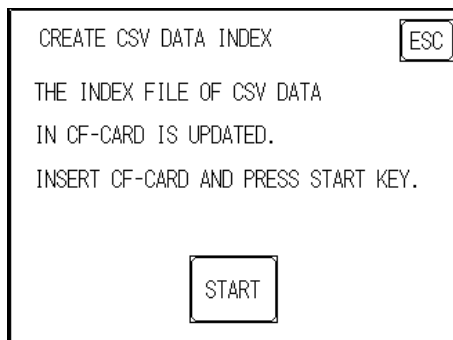 CREATE CSV DATA INDEX
ESC
THE INDEX FILE OF CSV DATA
IN CF-CARD IS UPDATED.
INSERT CF-CARD AND PRESS START KEY.
START